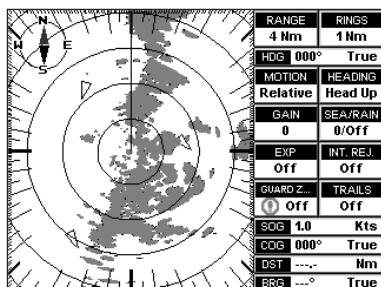 N
W E
S
RANGE RINGS
4 Nm 1 Nm
HDG 000° True
MOTION HEADING
Relative Head Up
GAIN SEA/RAIN
0 0/Off
EXP INT. REJ.
Off Off
GUARD Z... TRAILS
Off Off
SOG 1.0 Kts
COG 000° True
DST ---.- Nm
BRG ---° True